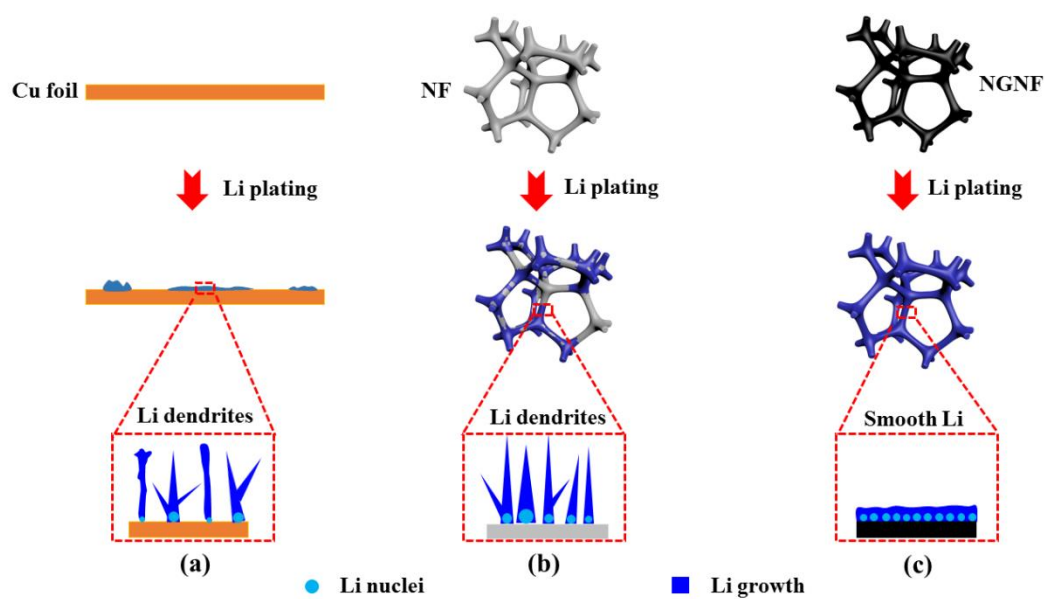 Cu foil
NF
NGNF
Li plating
Li plating
Li plating
Li dendrites
Li dendrites
Smooth Li
(a)
(b)
(c)
Li nuclei
Li growth